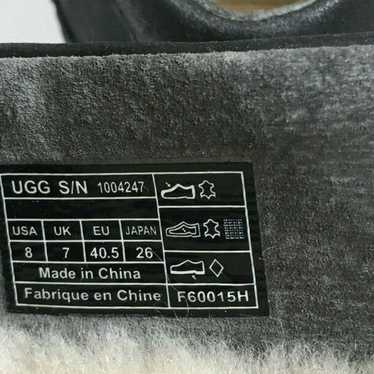 UGG S/N 1004247
USA UK EU JAPAN
8 7 40.5 26
Made in China
Fabrique en Chine F60015H